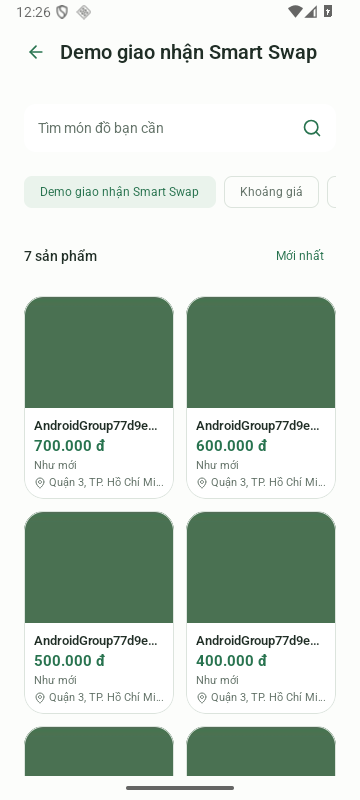 12:26
Demo giao nhận Smart Swap
Tìm món đồ bạn cần
Demo giao nhận Smart Swap
Khoảng giá
7 sản phẩm
Mới nhất
AndroidGroup77d9e...
AndroidGroup77d9e...
700.000 đ
600.000 đ
Như mới
Như mới
Quận 3, TP. Hồ Chí Mi...
Quận 3, TP. Hồ Chí Mi...
AndroidGroup77d9e...
AndroidGroup77d9e...
500.000 đ
400.000 đ
Như mới
Như mới
Quận 3, TP. Hồ Chí Mi...
Quận 3, TP. Hồ Chí Mi...